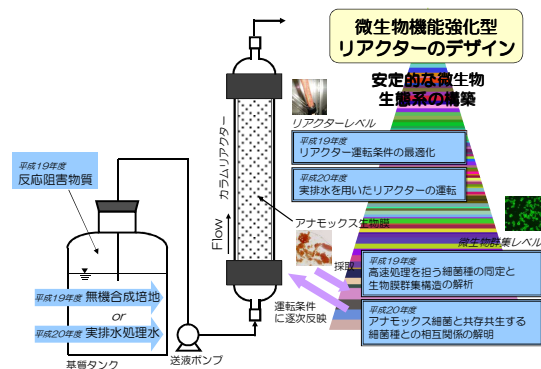 微生物機能強化型
リアクターのデザイン
安定的な微生物
生態系の構築
リアクターレベル
平成19年度
リアクター運転条件の最適化
平成20年度
実排水を用いたリアクターの運転
カラムリアクター
Flow
アナモックス生物膜
微生物群集レベル
採取
平成19年度
高速処理を担う細菌種の同定と
生物膜群集構造の解析
平成20年度
アナモックス細菌と共存共生する
細菌種との相互関係の解明
運転条件
に逐次反映
平成19年度
反応阻害物質
平成19年度 無機合成培地
or
平成20年度 実排水処理水
基質タンク
送液ポンプ